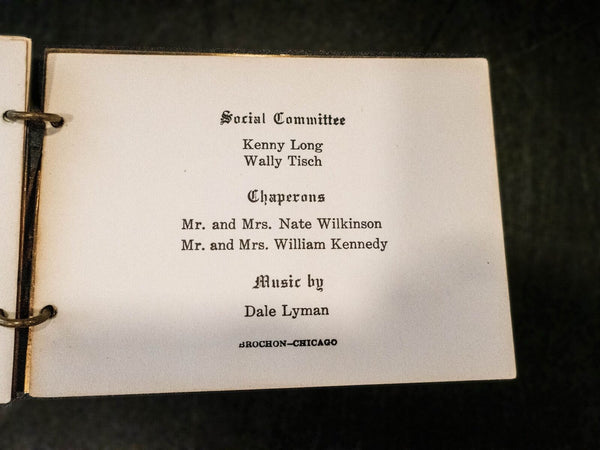 Social Committee
Kenny Long
Wally Tisch
Chaperons
Mr. and Mrs. Nate Wilkinson
Mr. and Mrs. William Kennedy
Music by
Dale Lyman
BROCHON—CHICAGO